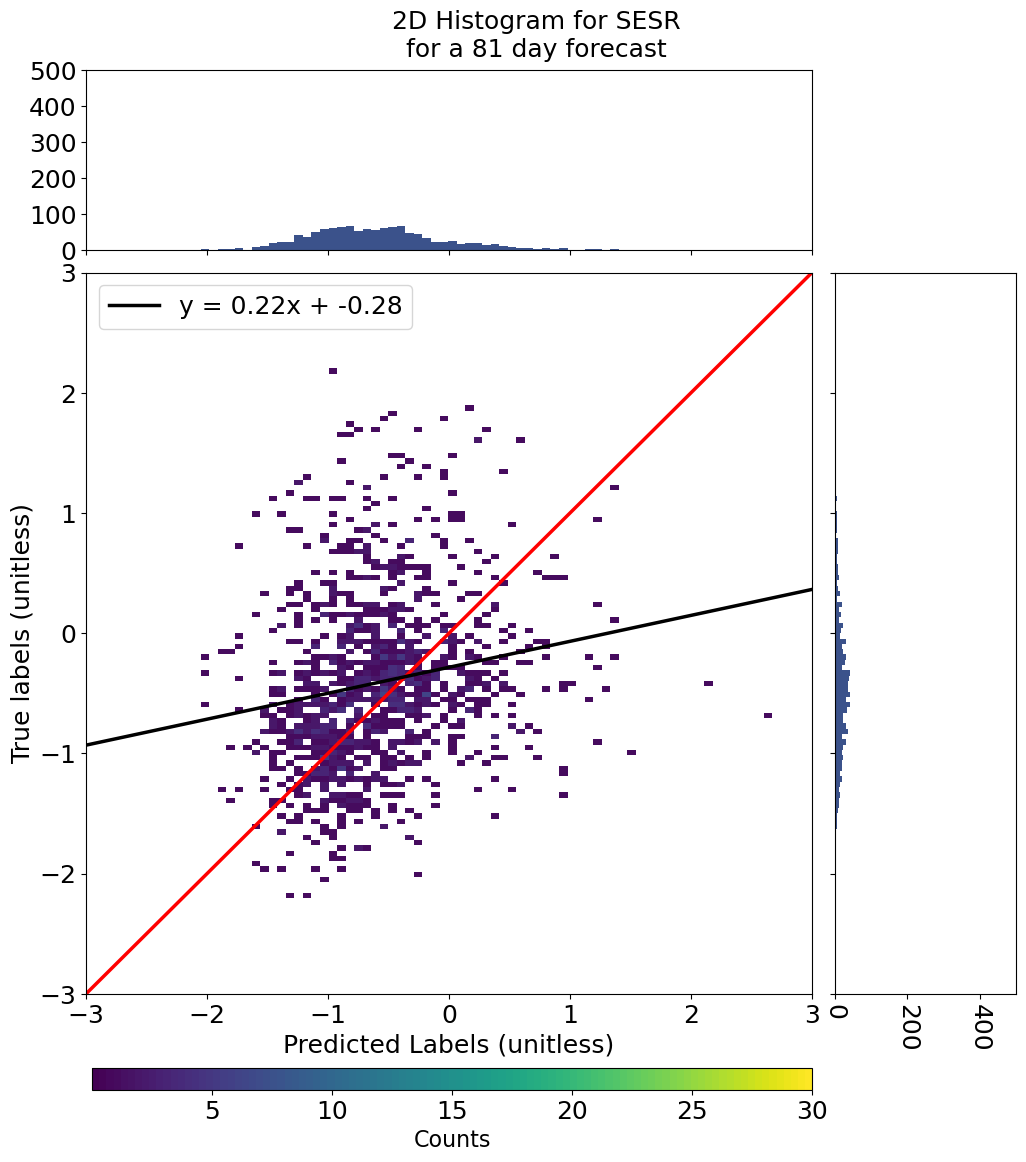 2D Histogram for SESR
for a 81 day forecast
500
400
300
200
100
0
3
2
1
0
−1
−2
−3
y = 0.22x + -0.28
True labels (unitless)
−3 −2 −1 0 1 2 3
Predicted Labels (unitless)
0 200 400
5 10 15 20 25 30
Counts